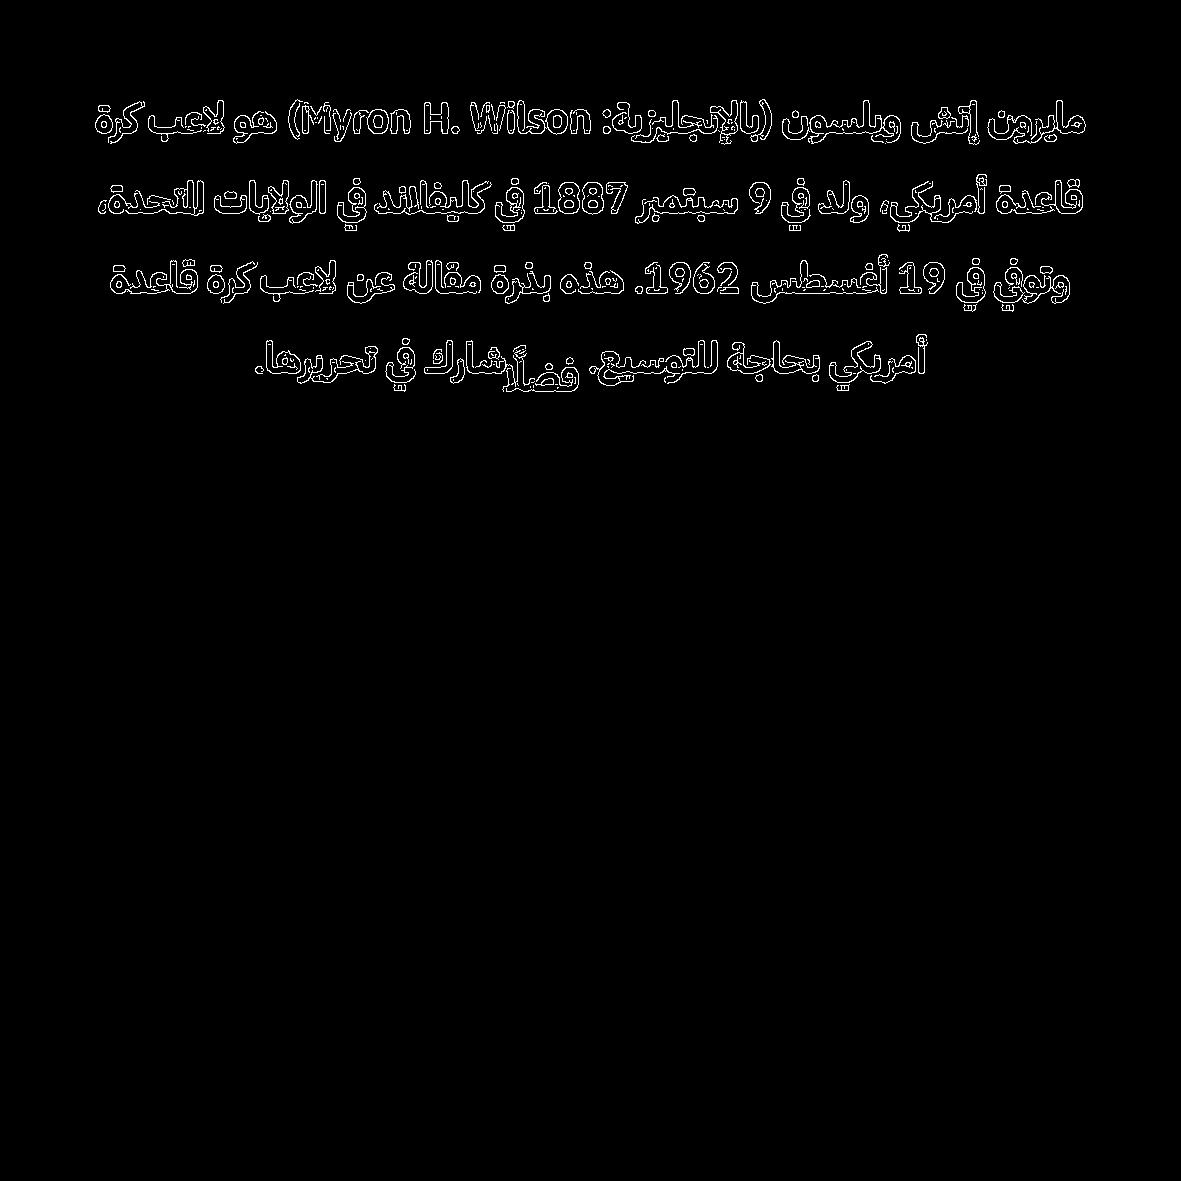 مايرون إتش ويلسون (بالإنجليزية: Myron H. Wilson) هو لاعب كرة
قاعدة أمريكي، ولد في 9 سبتمبر 1887 في كليفلاند في الولايات المتّحدة،
وتوفي في 19 أغسطس 1962. هذه بذرة مقالة عن لاعب كرة قاعدة
أمريكي بحاجة للتوسيع. فضلًا شارك في تحريرها.